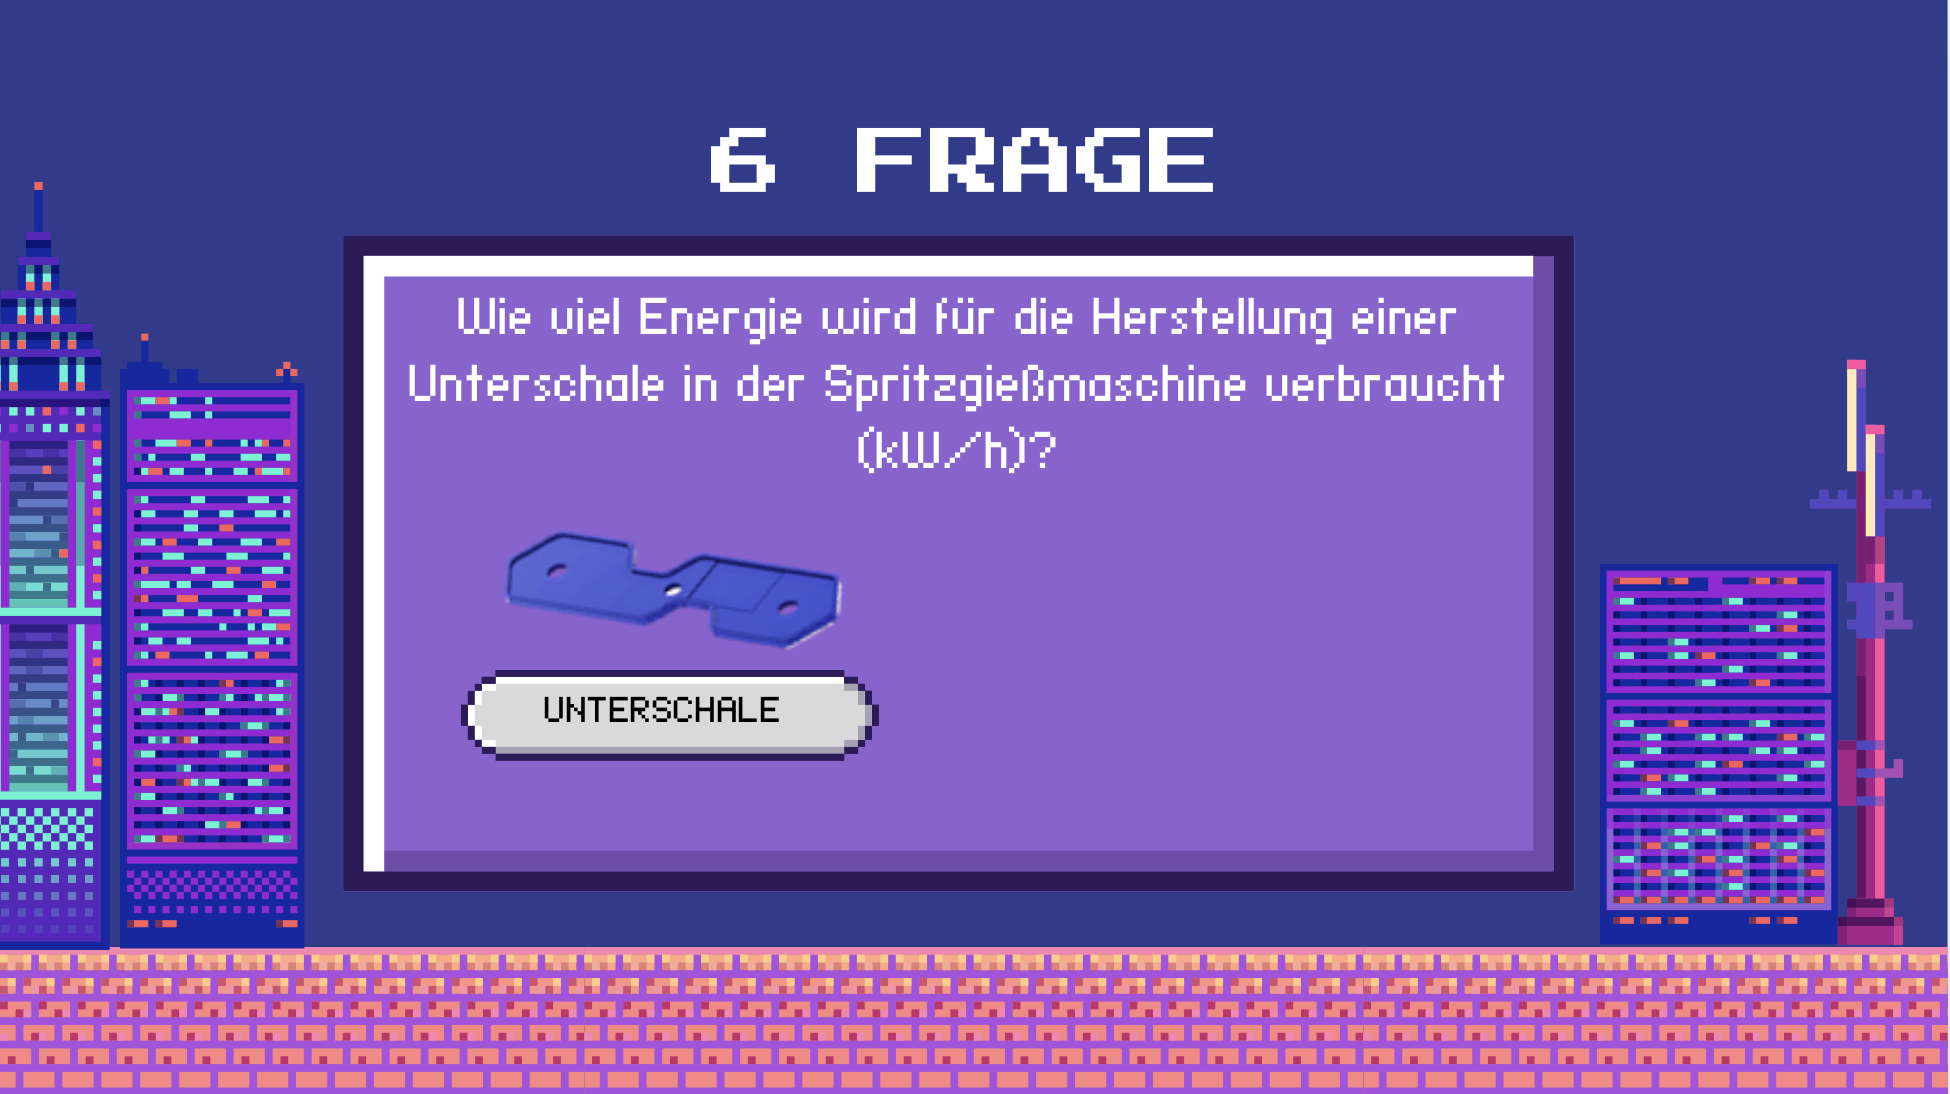 6 FRAGE
Wie viel Energie wird für die Herstellung einer
Unterschale in der Spritzgießmaschine verbraucht
(kW/h)?
UNTERSCHALE